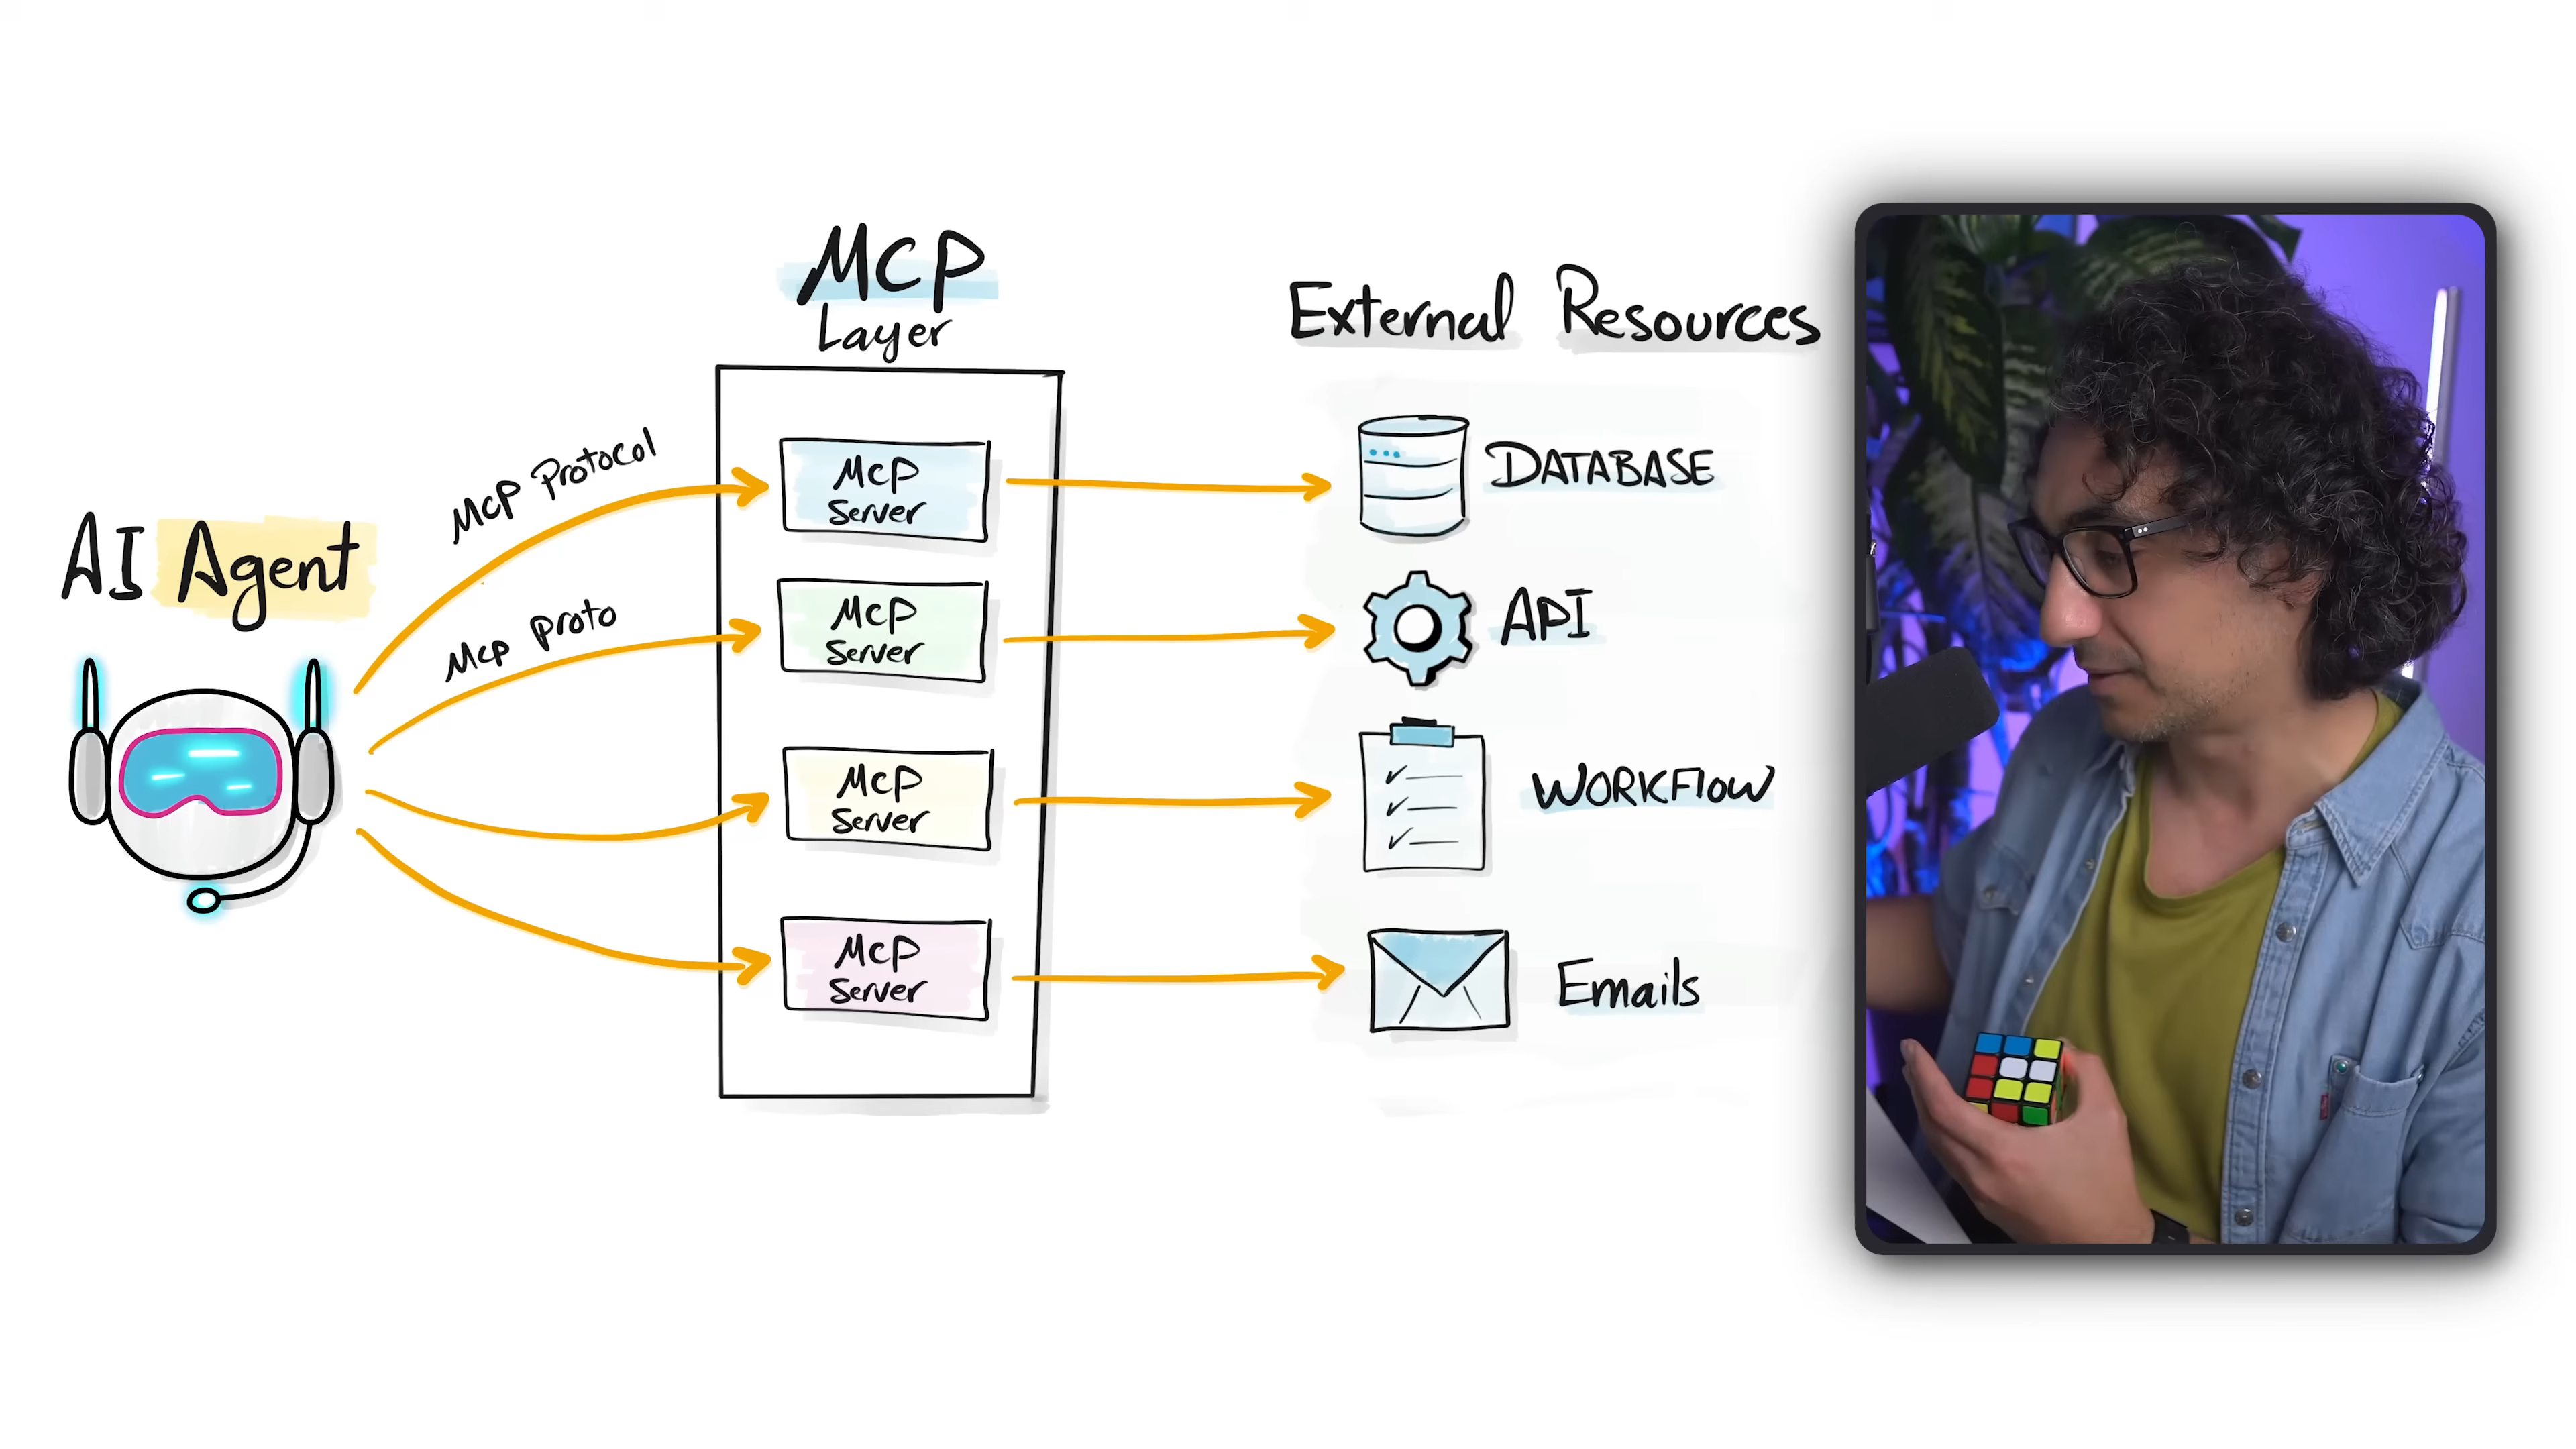 MCP
Layer
External Resources
MCP Protocol
MCP
Server
DATABASE
AI Agent
MCP Proto
MCP
Server
API
MCP
Server
WORKFLOW
MCP
Server
Emails